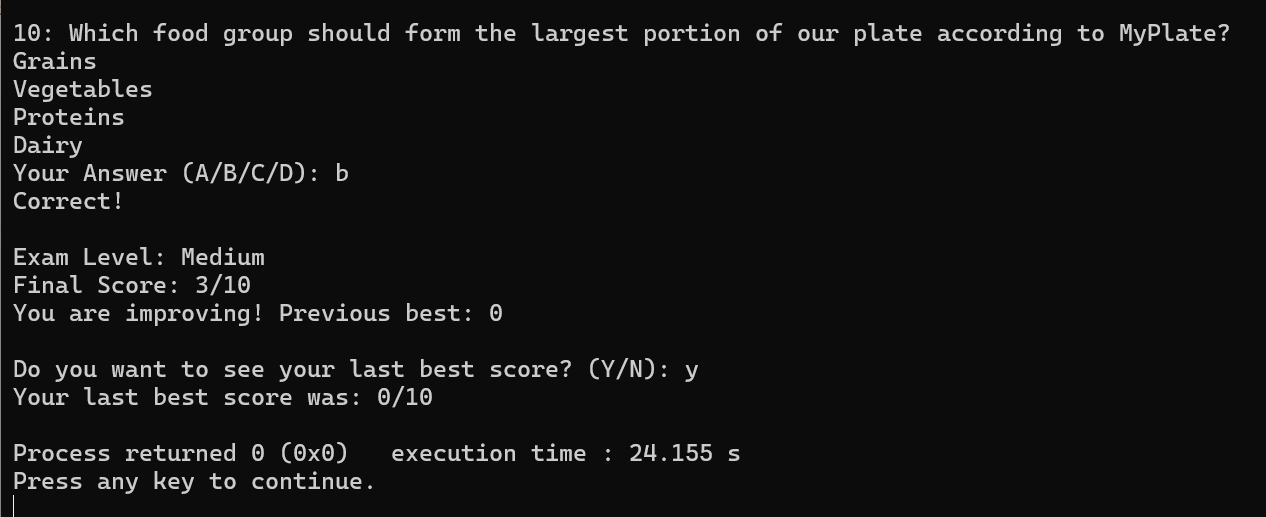 10: Which food group should form the largest portion of our plate according to MyPlate?
Grains
Vegetables
Proteins
Dairy
Your Answer (A/B/C/D): b
Correct!
Exam Level: Medium
Final Score: 3/10
You are improving! Previous best: 0
Do you want to see your last best score? (Y/N): y
Your last best score was: 0/10
Process returned 0 (0x0)   execution time : 24.155 s
Press any key to continue.